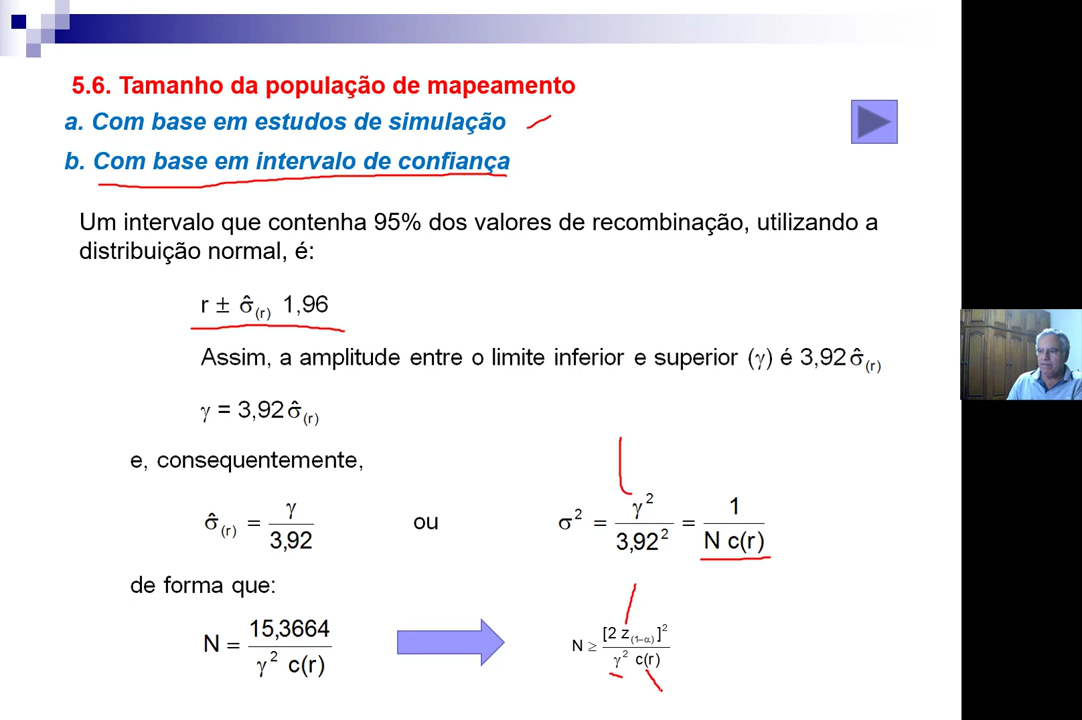 5.6. Tamanho da população de mapeamento
a. Com base em estudos de simulação
b. Com base em intervalo de confiança
Um intervalo que contenha 95% dos valores de recombinação, utilizando a
distribuição normal, é:
r ± σ̂(r) 1,96
Assim, a amplitude entre o limite inferior e superior (γ) é 3,92σ̂(r)
γ = 3,92σ̂(r)
e, consequentemente,
σ̂(r) = γ / 3,92 ou σ² = γ² / 3,92² = 1 / N c(r)
de forma que:
N = 15,3664 / γ² c(r) N ≥ [2 z(1−α)]² / γ² c(r)